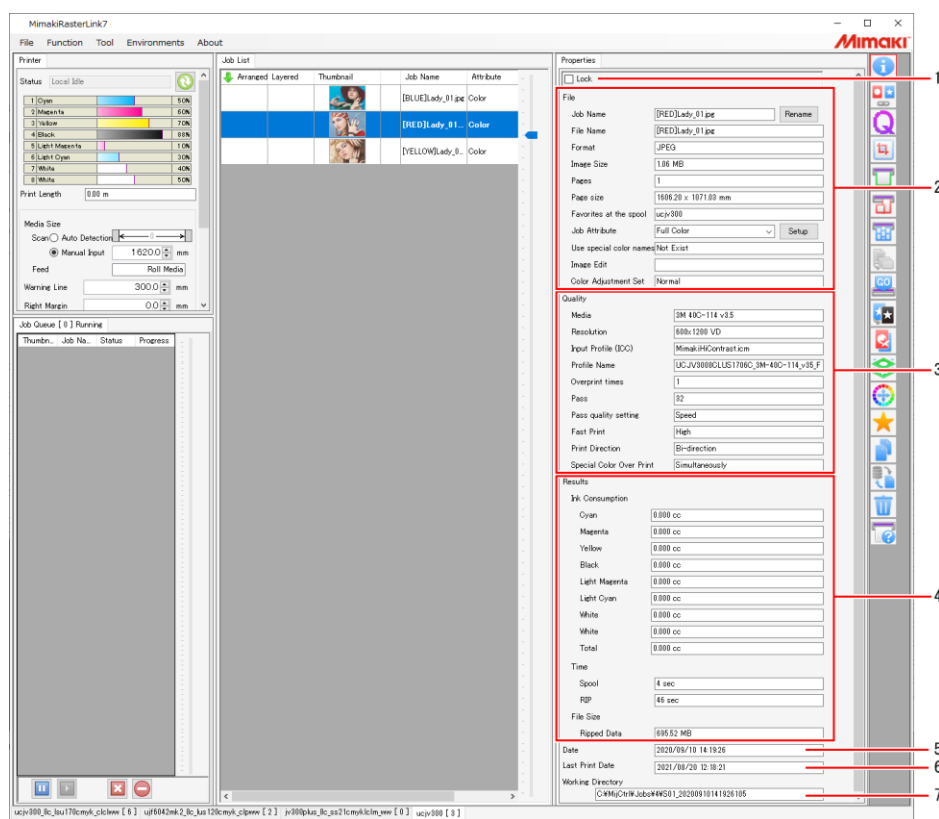 MimakiRasterLink7
File Function Tool Environments About
Mimaki
Printer
Status Local Idle
1 Cyan 50%
2 Magenta 60%
3 Yellow 70%
4 Black 88%
5 Light Magenta 10%
6 Light Cyan 30%
7 White 40%
8 White 50%
Print Length 0.00 m
Media Size
Scan Auto Detection 0
Manual Input 1620.0 mm
Feed Roll Media
Warning Line 300.0 mm
Right Margin 0.0 mm
Job Queue [ 0 ] Running
Thumbn... Job Na... Status Progress
Job List
Arranged Layered Thumbnail Job Name Attribute
[BLUE]Lady_01.jpg Color
[RED]Lady_01... Color
[YELLOW]Lady_0... Color
Properties
Lock
1
File
Job Name [RED]Lady_01.jpg Rename
File Name [RED]Lady_01.jpg
Format JPEG
Image Size 1.06 MB
Pages 1
2
Page size 1606.20 x 1071.03 mm
Favorites at the spool ucjv300
Job Attribute Full Color Setup
Use special color names Not Exist
Image Edit
Color Adjustment Set Normal
Quality
Media 3M 40C-114 v3.5
Resolution 600x1200 VD
Input Profile (ICC) MimakiHiContrast.icm
Profile Name UCJV3008CLUS1706C_3M-40C-114_v35_F
3
Overprint times 1
Pass 32
Pass quality setting Speed
Fast Print High
Print Direction Bi-direction
Special Color Over Print Simultaneously
Results
Ink Consumption
Cyan 0.000 cc
Magenta 0.000 cc
Yellow 0.000 cc
Black 0.000 cc
Light Magenta 0.000 cc
Light Cyan 0.000 cc
4
White 0.000 cc
White 0.000 cc
Total 0.000 cc
Time
Spool 4 sec
RIP 46 sec
File Size
Ripped Data 695.52 MB
Date 2020/09/10 14:19:26
5
Last Print Date 2021/08/20 12:18:21
6
Working Directory
C:¥MijCtrl¥Jobs¥4¥S01_20200910141926185
7
ucjv300_8c_lsu170cmyk_clclww [ 6 ] ujf6042mk2_8c_lus120cmyk_clpww [ 2 ] jv300plus_8c_ss21cmyklclm_ww [ 0 ] ucjv300 [ 3 ]